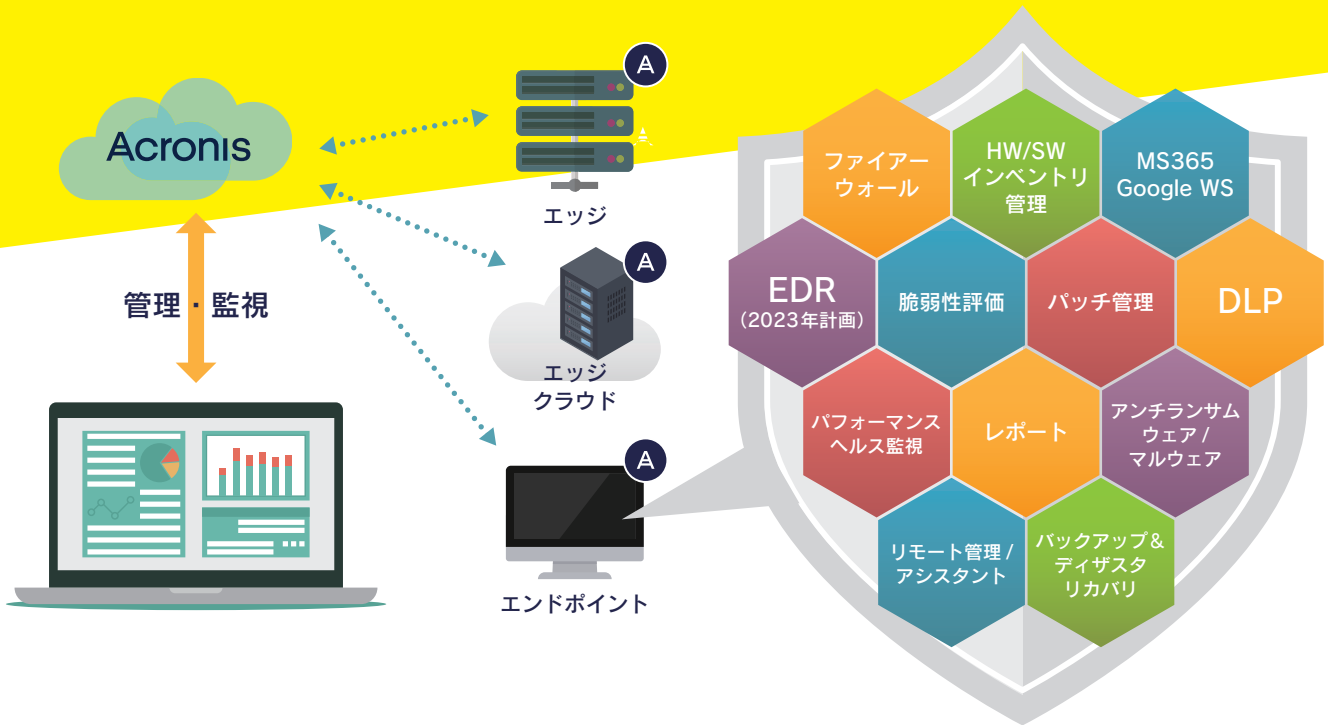 Acronis
管理・監視
エッジ
エッジ
クラウド
エンドポイント
A
A
A
ファイアー
ウォール
HW/SW
インベントリ
管理
MS365
Google WS
EDR
（2023年計画）
脆弱性評価
パッチ管理
DLP
パフォーマンス
ヘルス監視
レポート
アンチランサム
ウェア /
マルウェア
リモート管理 /
アシスタント
バックアップ＆
ディザスタ
リカバリ